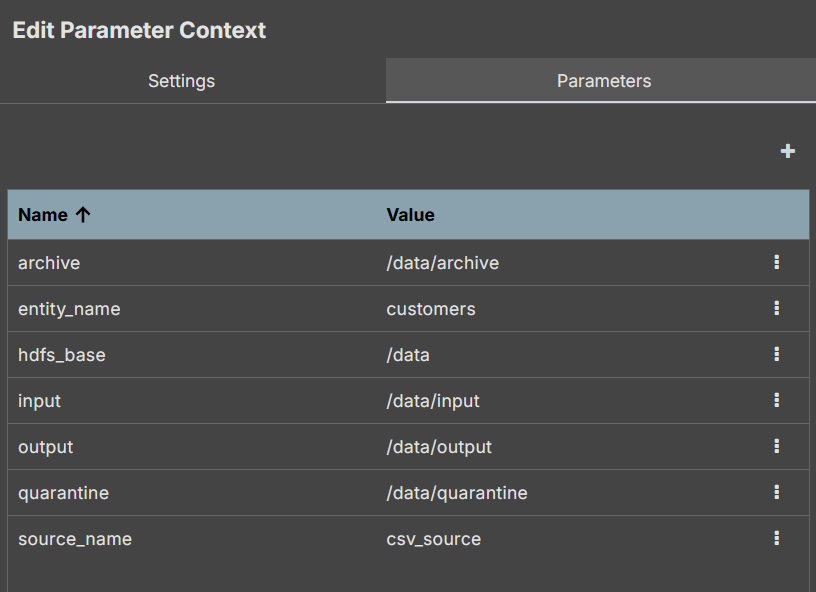 Edit Parameter Context
Settings Parameters
Name Value
archive /data/archive
entity_name customers
hdfs_base /data
input /data/input
output /data/output
quarantine /data/quarantine
source_name csv_source